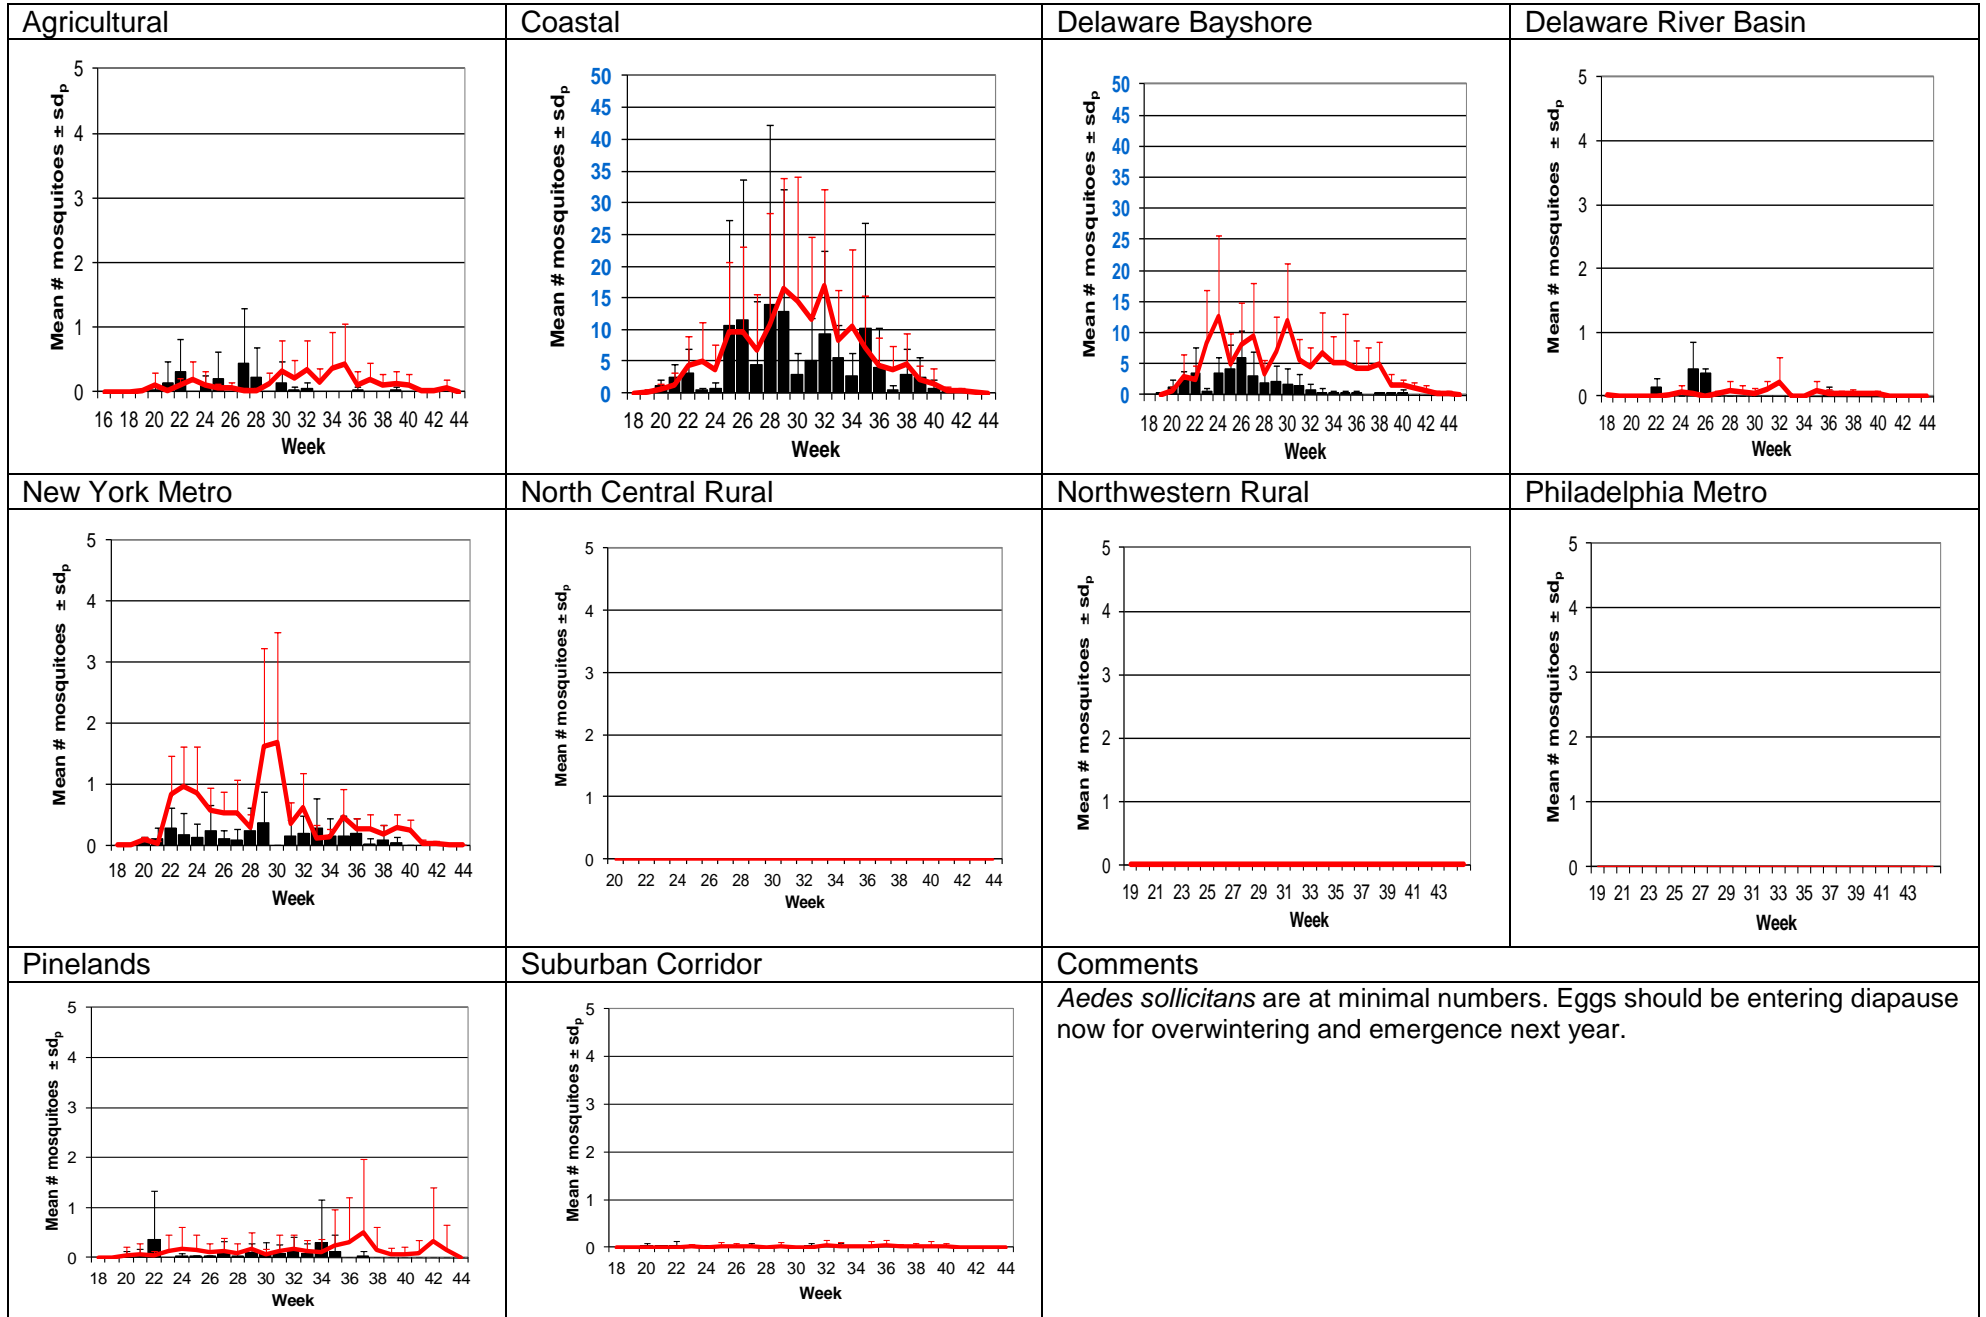 Agricultural
Mean # mosquitoes ± sdp
5
4
3
2
1
0
16 18 20 22 24 26 28 30 32 34 36 38 40 42 44
Week
Coastal
Mean # mosquitoes ± sdp
50
45
40
35
30
25
20
15
10
5
0
18 20 22 24 26 28 30 32 34 36 38 40 42 44
Week
Delaware Bayshore
Mean # mosquitoes ± sdp
50
45
40
35
30
25
20
15
10
5
0
18 20 22 24 26 28 30 32 34 36 38 40 42 44
Week
Delaware River Basin
Mean # mosquitoes ± sdp
5
4
3
2
1
0
18 20 22 24 26 28 30 32 34 36 38 40 42 44
Week
New York Metro
Mean # mosquitoes ± sdp
5
4
3
2
1
0
18 20 22 24 26 28 30 32 34 36 38 40 42 44
Week
North Central Rural
Mean # mosquitoes ± sdp
5
4
3
2
1
0
20 22 24 26 28 30 32 34 36 38 40 42 44
Week
Northwestern Rural
Mean # mosquitoes ± sdp
5
4
3
2
1
0
19 21 23 25 27 29 31 33 35 37 39 41 43
Week
Philadelphia Metro
Mean # mosquitoes ± sdp
5
4
3
2
1
0
19 21 23 25 27 29 31 33 35 37 39 41 43
Week
Pinelands
Mean # mosquitoes ± sdp
5
4
3
2
1
0
18 20 22 24 26 28 30 32 34 36 38 40 42 44
Week
Suburban Corridor
Mean # mosquitoes ± sdp
5
4
3
2
1
0
18 20 22 24 26 28 30 32 34 36 38 40 42 44
Week
Comments
Aedes sollicitans are at minimal numbers. Eggs should be entering diapause
now for overwintering and emergence next year.